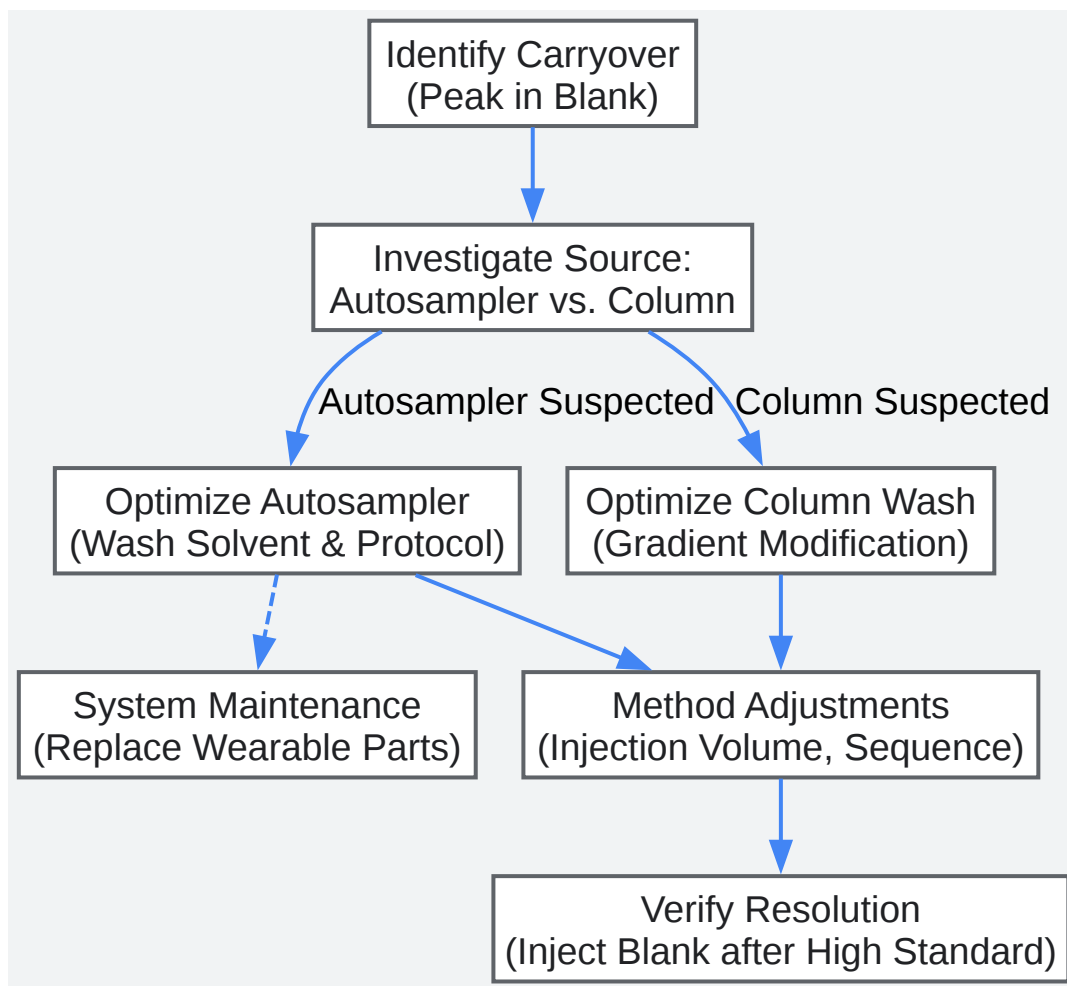 Identify Carryover
(Peak in Blank)
Investigate Source:
Autosampler vs. Column
Autosampler Suspected
Column Suspected
Optimize Autosampler
(Wash Solvent & Protocol)
Optimize Column Wash
(Gradient Modification)
System Maintenance
(Replace Wearable Parts)
Method Adjustments
(Injection Volume, Sequence)
Verify Resolution
(Inject Blank after High Standard)